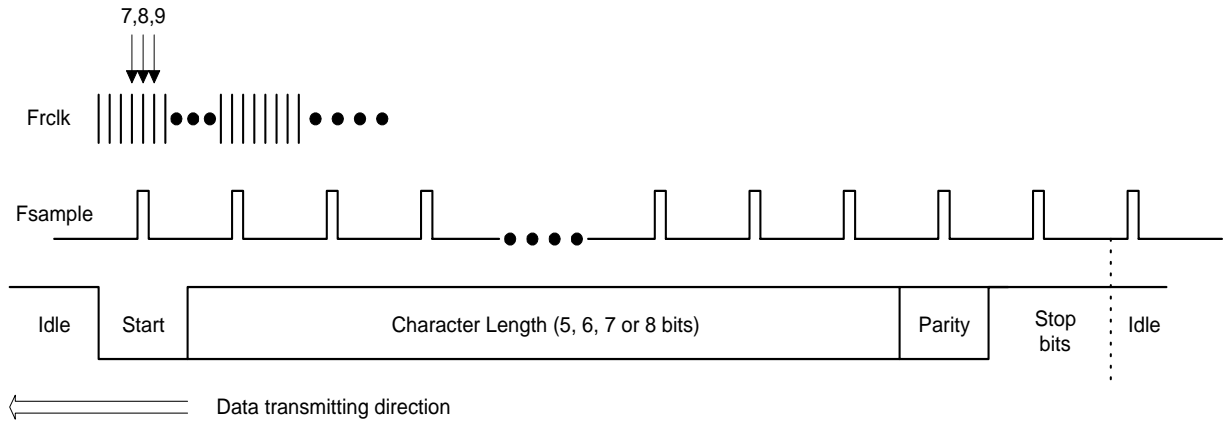 7,8,9
Frclk
Fsample
Idle
Start
Character Length (5, 6, 7 or 8 bits)
Parity
Stop
bits
Idle
Data transmitting direction